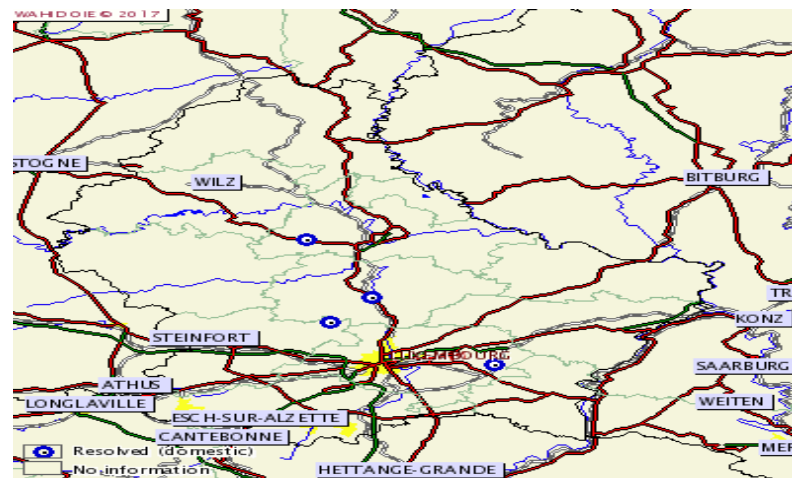 WAHDOIE © 2017
STOGNE
WILZ
BITBURG
TR
KONZ
STEINFORT
LUXEMBOURG
SAARBURG
ATHUS
WEITEN
LONGLAVILLE
ESCH-SUR-ALZETTE
CANTEBONNE
MER
HETTANGE-GRANDE
Resolved (domestic)
No information